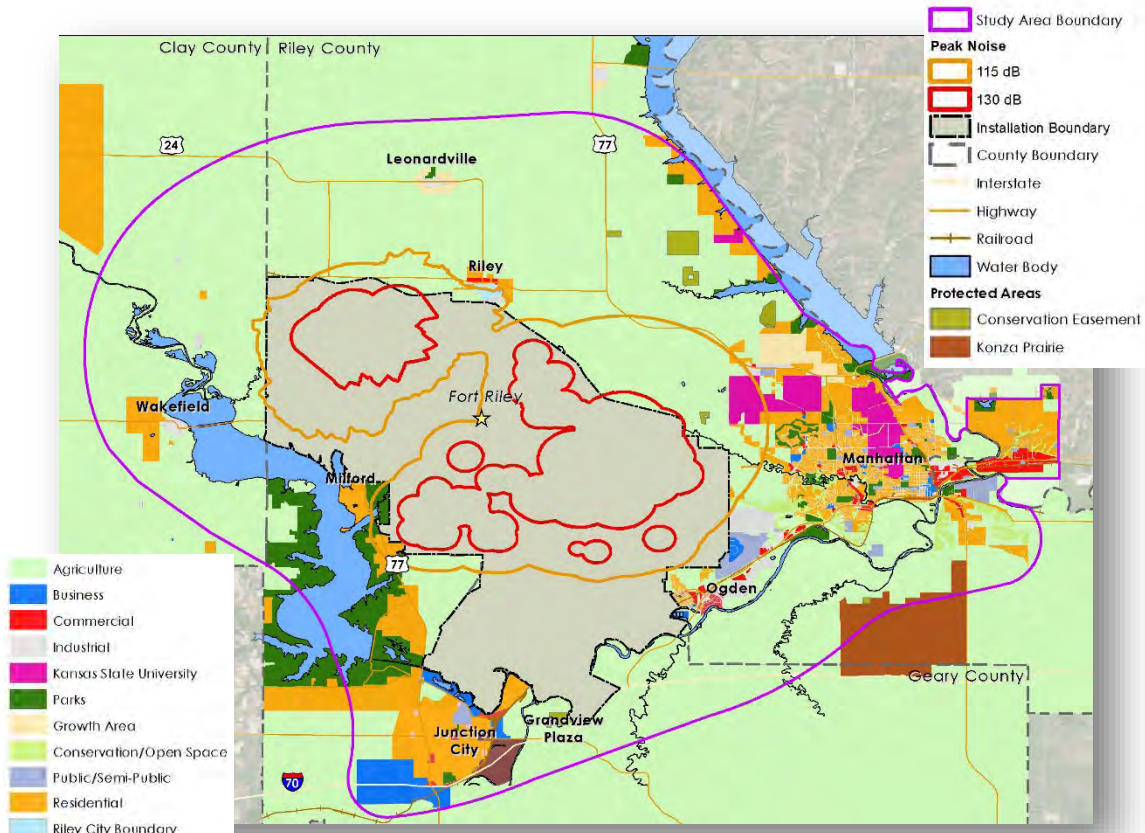 Study Area Boundary
Peak Noise
115 dB
130 dB
Installation Boundary
County Boundary
Interstate
Highway
Railroad
Water Body
Protected Areas
Conservation Easement
Konza Prairie
Clay County
Riley County
24
77
Leonardville
Riley
Fort Riley
Wakefield
Milford
Manhattan
77
Ogden
Geary County
Grandview
Plaza
Junction
City
70
Agriculture
Business
Commercial
Industrial
Kansas State University
Parks
Growth Area
Conservation/Open Space
Public/Semi-Public
Residential
Riley City Boundary